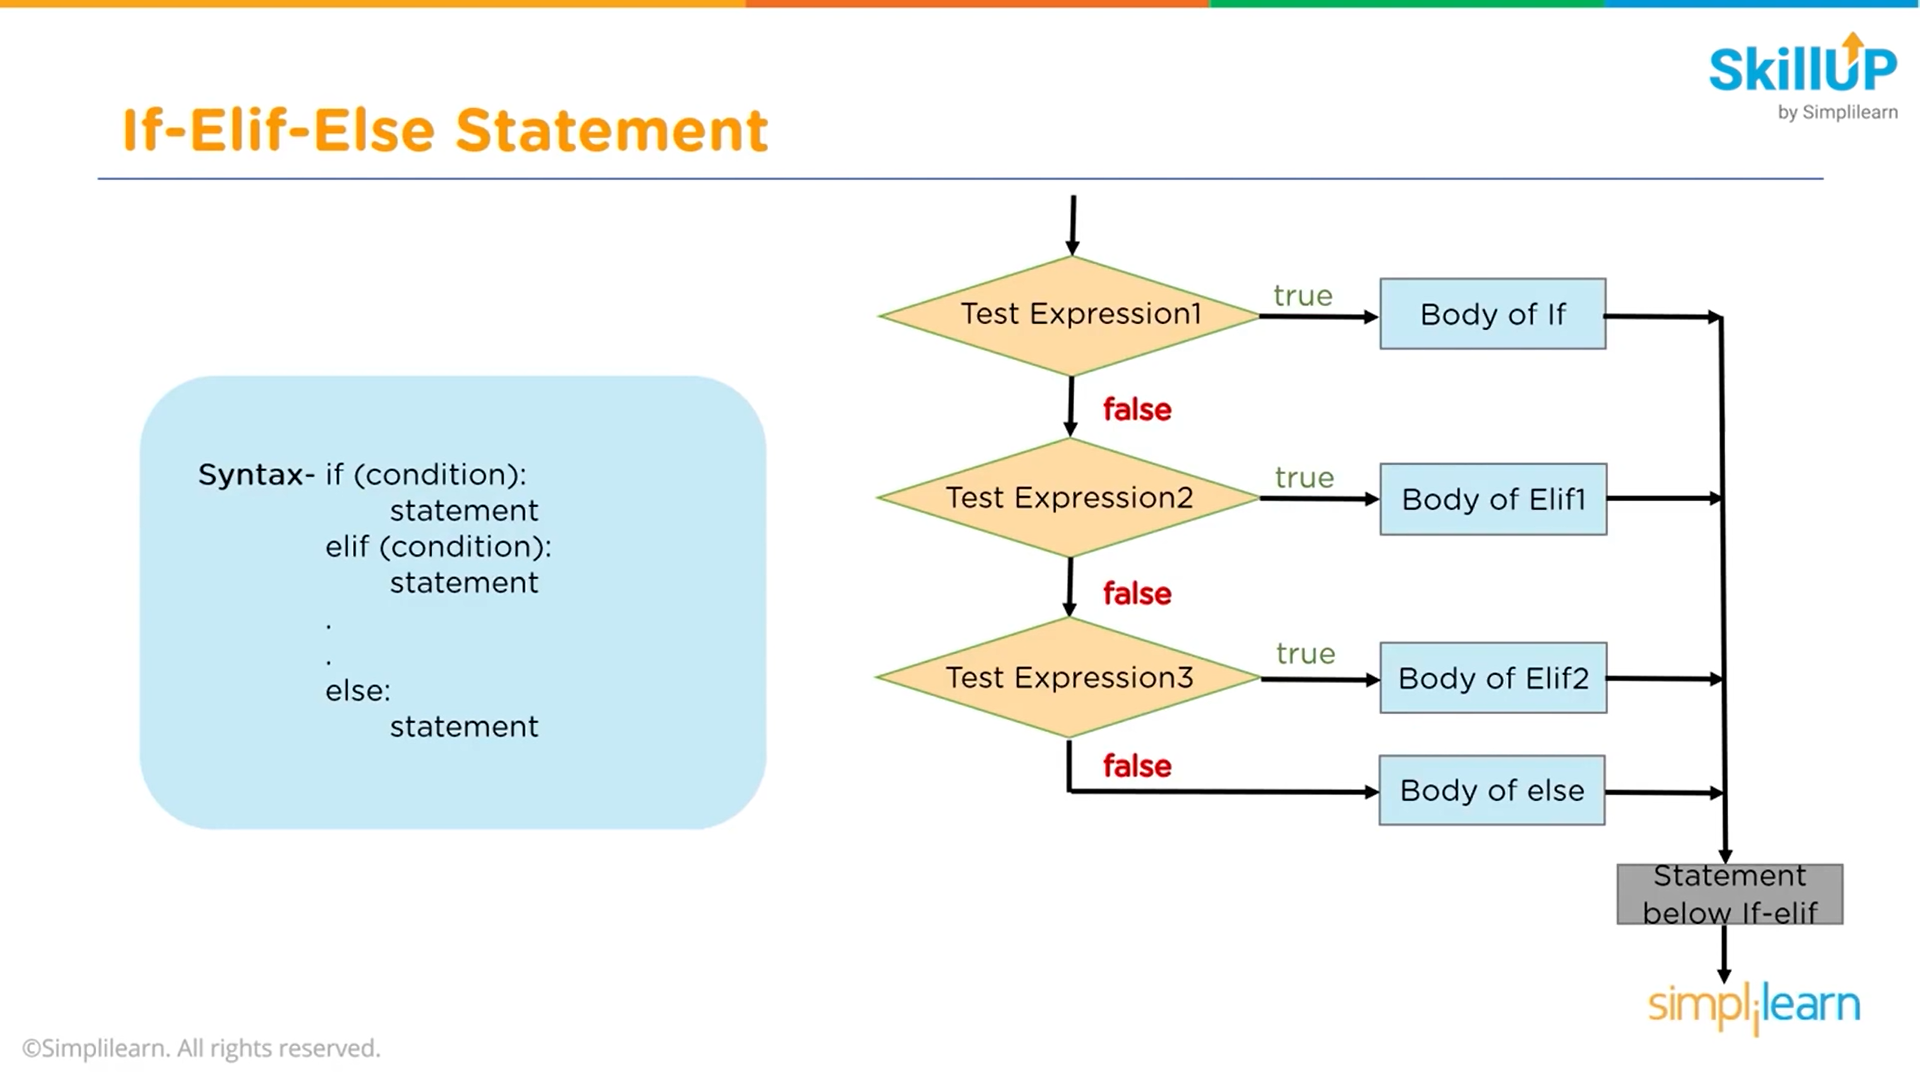 SkillUP
by Simplilearn
If-Elif-Else Statement
Syntax- if (condition):
statement
elif (condition):
statement
.
.
else:
statement
Test Expression1
true
Body of If
false
Test Expression2
true
Body of Elif1
false
Test Expression3
true
Body of Elif2
false
Body of else
Statement
below If-elif
simplilearn
©Simplilearn. All rights reserved.